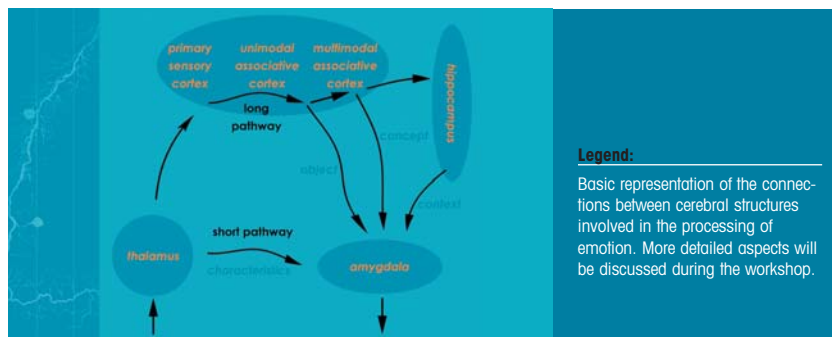 primary
sensory
cortex
unimodal
associative
cortex
multimodal
associative
cortex
hippocampus
long
pathway
concept
object
context
short pathway
thalamus
characteristics
amygdala
Legend:
Basic representation of the connec-
tions between cerebral structures
involved in the processing of
emotion. More detailed aspects will
be discussed during the workshop.